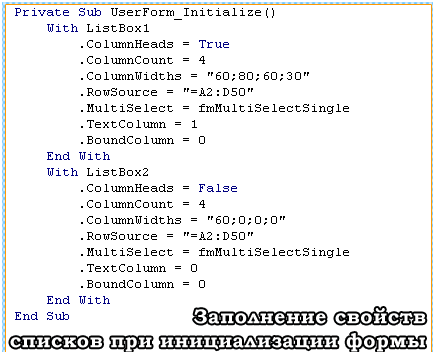 Private Sub UserForm_Initialize()
    With ListBox1
        .ColumnHeads = True
        .ColumnCount = 4
        .ColumnWidths = "60;80;60;30"
        .RowSource = "=A2:D50"
        .MultiSelect = fmMultiSelectSingle
        .TextColumn = 1
        .BoundColumn = 0
    End With
    With ListBox2
        .ColumnHeads = False
        .ColumnCount = 4
        .ColumnWidths = "60;0;0;0"
        .RowSource = "=A2:D50"
        .MultiSelect = fmMultiSelectSingle
        .TextColumn = 0
        .BoundColumn = 0
    End With
End Sub
Заполнение свойств
списков при инициализации формы